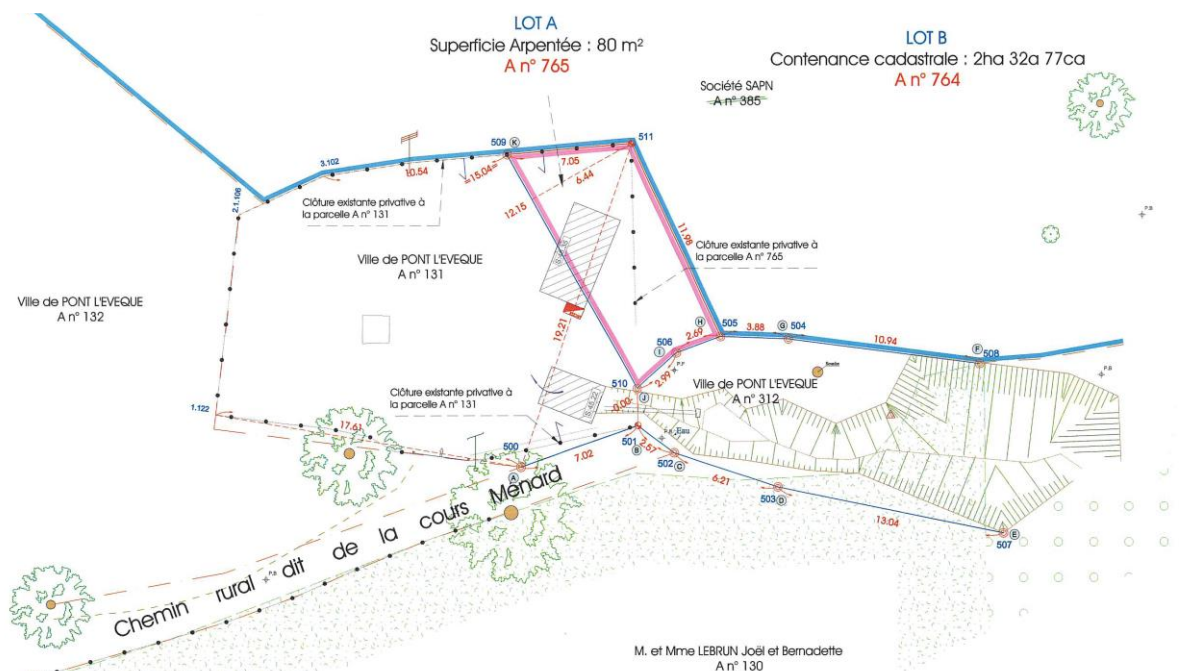 LOT A
Superficie Arpentée : 80 m²
A n° 765
LOT B
Contenance cadastrale : 2ha 32a 77ca
A n° 764
Société SAPN
A n° 385
509
K
511
3.102
10.54
=15.04=
7.05
6.44
12.15
2.1.106
Clôture existante privative à
la parcelle A n° 131
11.98
Clôture existante privative à
la parcelle A n° 765
Ville de PONT L'EVEQUE
A n° 131
Ville de PONT L'EVEQUE
A n° 132
19.21
H
505
3.88
G
504
10.94
F
508
2.69
506
I
P.B
P.B
2.99
510
J
Ville de PONT L'EVEQUE
A n° 312
Clôture existante privative à
la parcelle A n° 131
1.122
17.61
500
A
7.02
501
B
Eau
2.57
502
C
6.21
503
D
13.04
E
507
Chemin rural dit de la cours Ménard
P.B
M. et Mme LEBRUN Joël et Bernadette
A n° 130